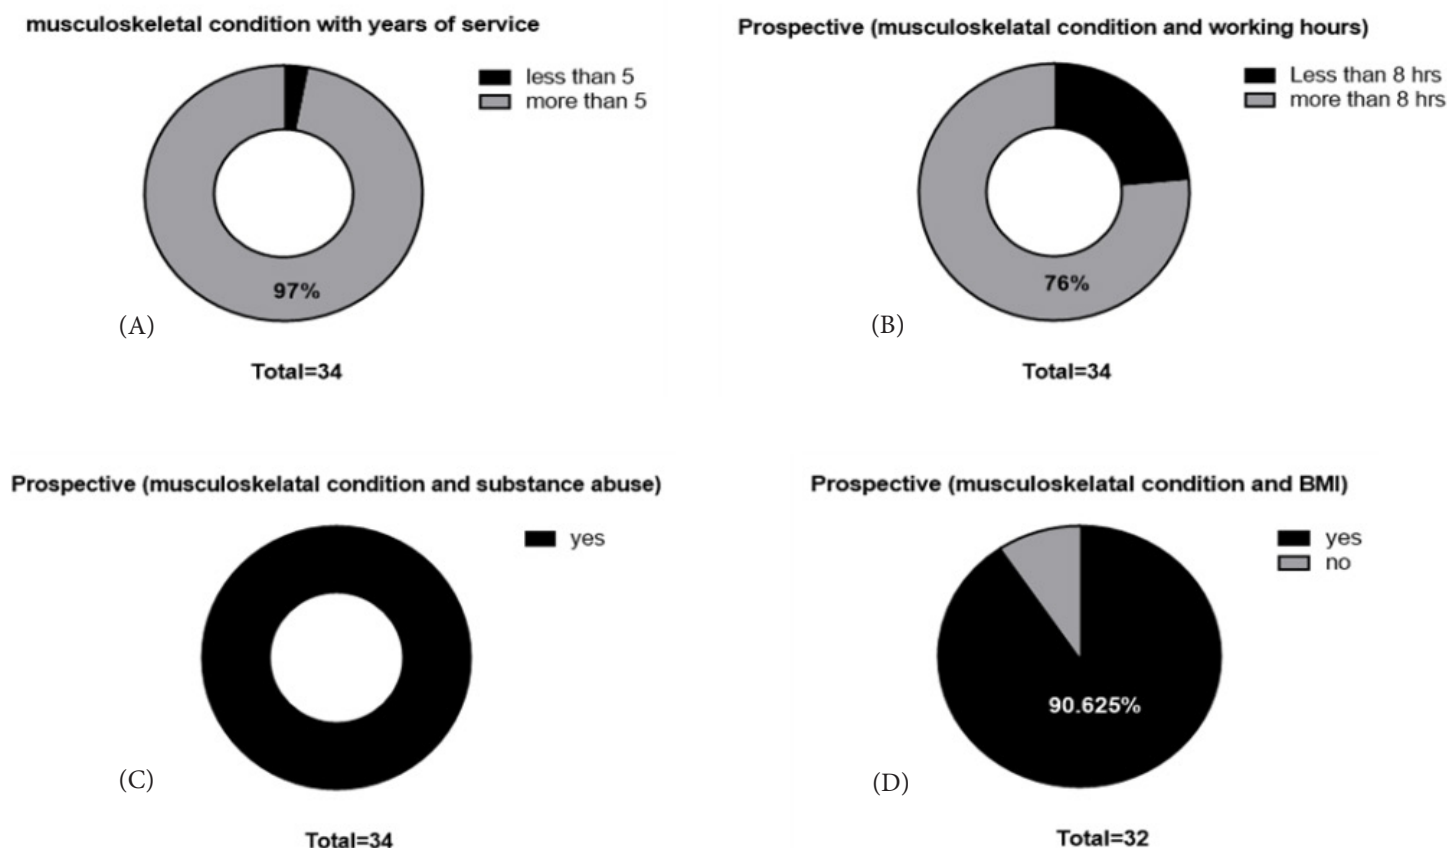 musculoskeletal condition with years of service
less than 5
more than 5
97%
(A)
Total=34
Prospective (musculoskelatal condition and working hours)
Less than 8 hrs
more than 8 hrs
76%
(B)
Total=34
Prospective (musculoskelatal condition and substance abuse)
yes
(C)
Total=34
Prospective (musculoskelatal condition and BMI)
yes
no
90.625%
(D)
Total=32